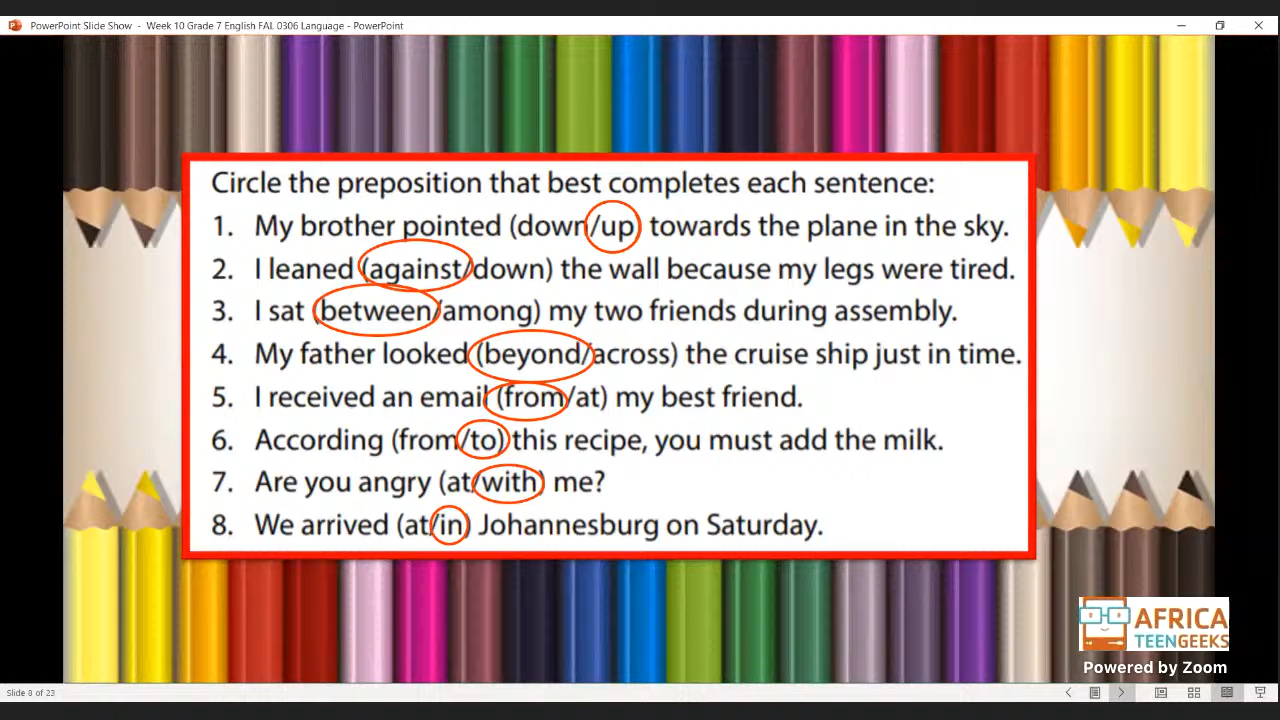 PowerPoint Slide Show - Week 10 Grade 7 English FAL 0306 Language - PowerPoint
Circle the preposition that best completes each sentence:
1. My brother pointed (down/up) towards the plane in the sky.
2. I leaned (against/down) the wall because my legs were tired.
3. I sat (between/among) my two friends during assembly.
4. My father looked (beyond/across) the cruise ship just in time.
5. I received an email (from/at) my best friend.
6. According (from/to) this recipe, you must add the milk.
7. Are you angry (at/with) me?
8. We arrived (at/in) Johannesburg on Saturday.
AFRICA
TEENGEEKS
Powered by Zoom
Slide 8 of 23